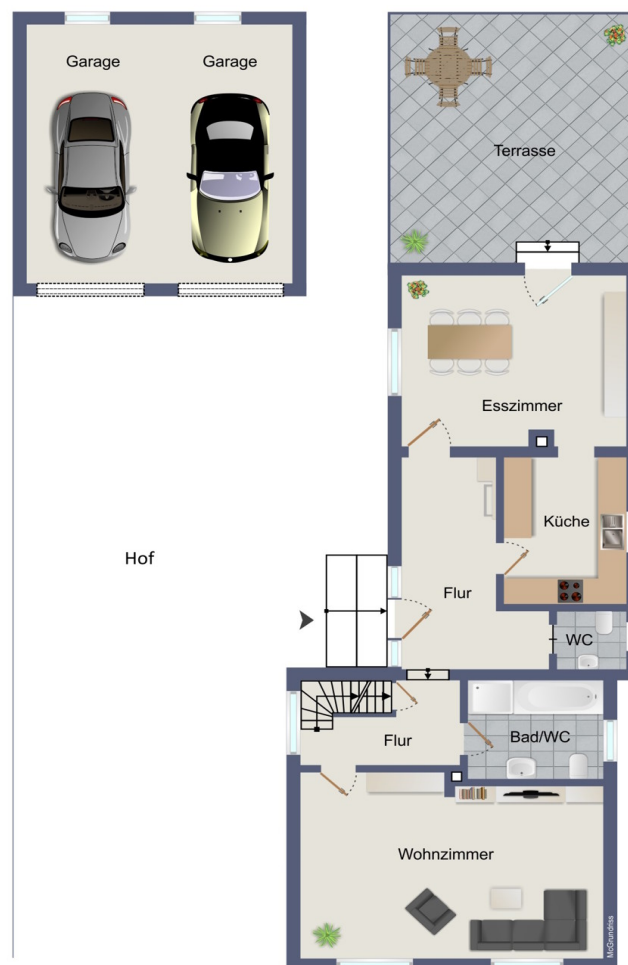 Garage
Garage
Terrasse
Esszimmer
Küche
Hof
Flur
WC
Flur
Bad/WC
Wohnzimmer
McGrundriss